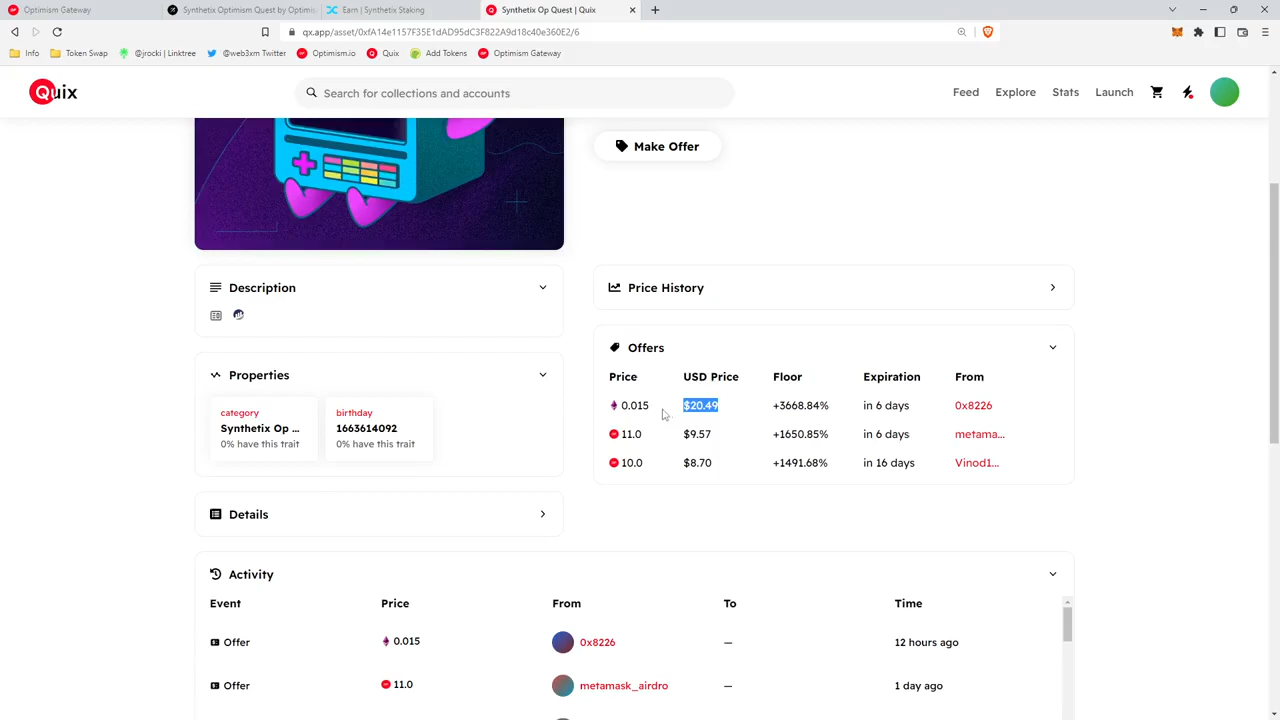 Optimism Gateway
Synthetix Optimism Quest by Optimis
Earn | Synthetix Staking
Synthetix Op Quest | Quix
qx.app/asset/0xfA14e1157F35E1dAD95dC3F822A9d18c40e360E2/6
Info
Token Swap
@jrocki | Linktree
@web3xm Twitter
Optimism.io
Quix
Add Tokens
Optimism Gateway
Quix
Search for collections and accounts
Feed
Explore
Stats
Launch
Make Offer
Description
Price History
Offers
Price USD Price Floor Expiration From
0.015 $20.49 +3668.84% in 6 days 0x8226
11.0 $9.57 +1650.85% in 6 days metama...
10.0 $8.70 +1491.68% in 16 days Vinod1...
Properties
category
Synthetix Op ...
0% have this trait
birthday
1663614092
0% have this trait
Details
Activity
Event Price From To Time
Offer 0.015 0x8226 — 12 hours ago
Offer 11.0 metamask_airdro — 1 day ago